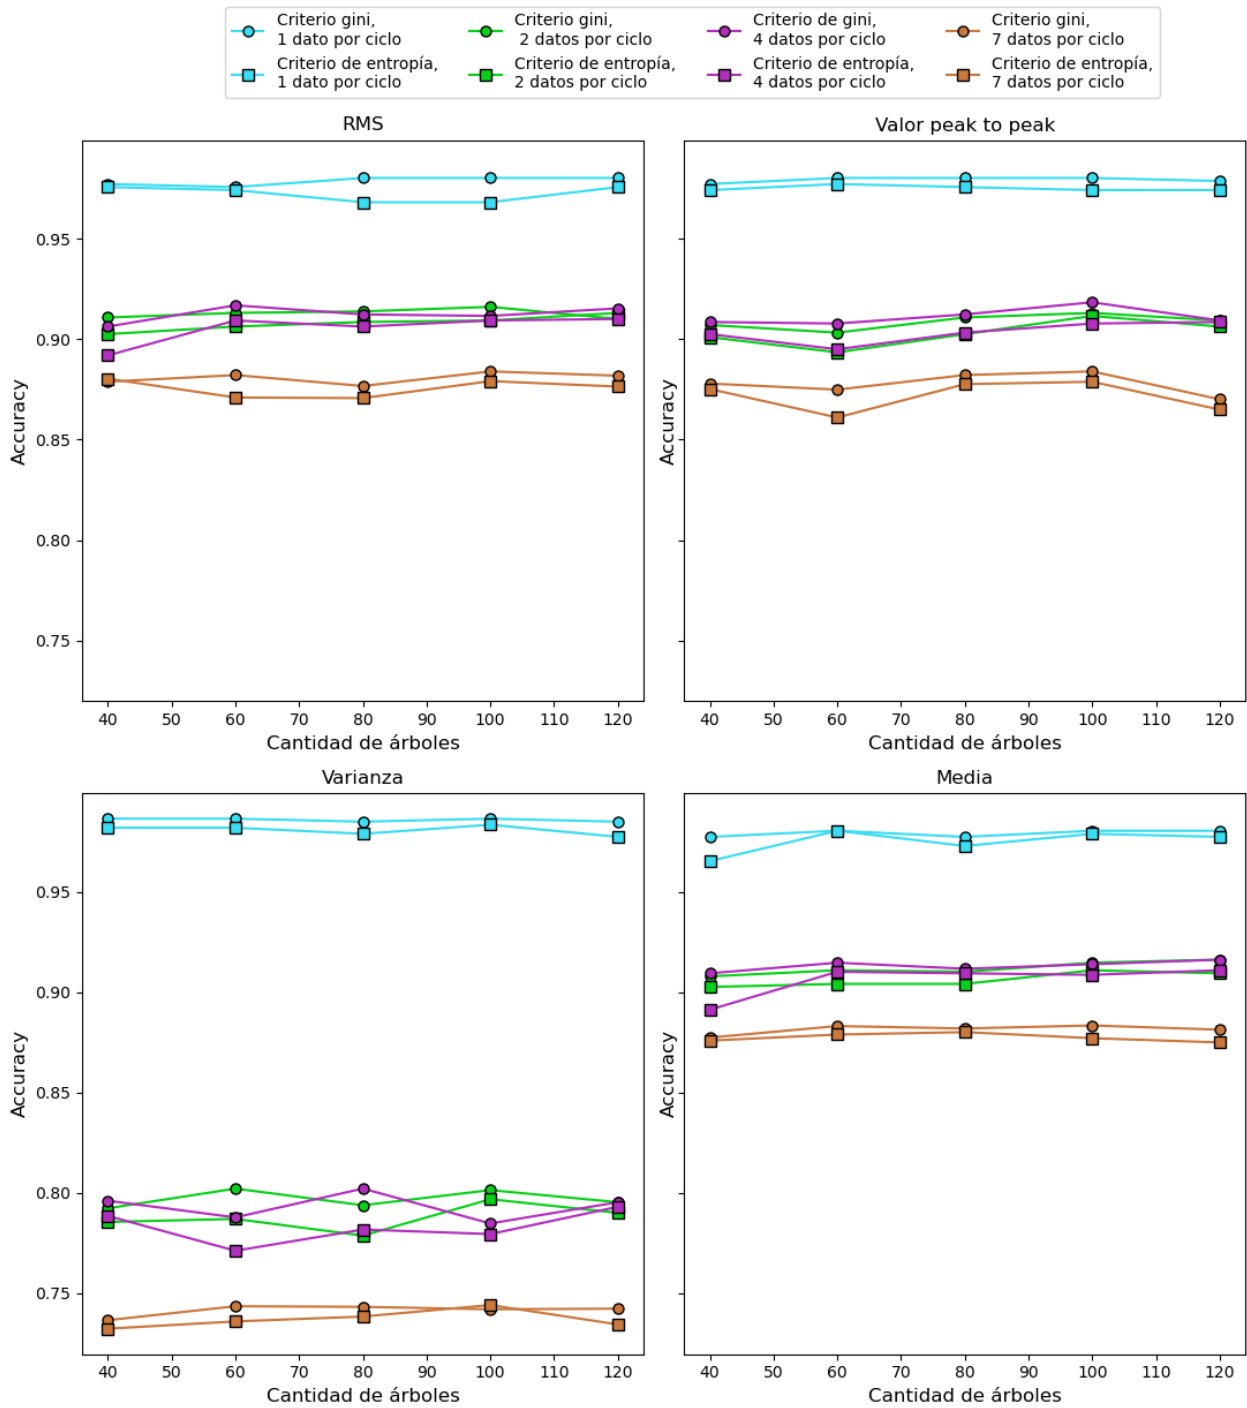 Criterio gini,
1 dato por ciclo
Criterio de entropía,
1 dato por ciclo
Criterio gini,
2 datos por ciclo
Criterio de entropía,
2 datos por ciclo
Criterio de gini,
4 datos por ciclo
Criterio de entropía,
4 datos por ciclo
Criterio gini,
7 datos por ciclo
Criterio de entropía,
7 datos por ciclo
RMS
Accuracy
0.95
0.90
0.85
0.80
0.75
40 50 60 70 80 90 100 110 120
Cantidad de árboles
Valor peak to peak
Accuracy
40 50 60 70 80 90 100 110 120
Cantidad de árboles
Varianza
Accuracy
0.95
0.90
0.85
0.80
0.75
40 50 60 70 80 90 100 110 120
Cantidad de árboles
Media
Accuracy
40 50 60 70 80 90 100 110 120
Cantidad de árboles